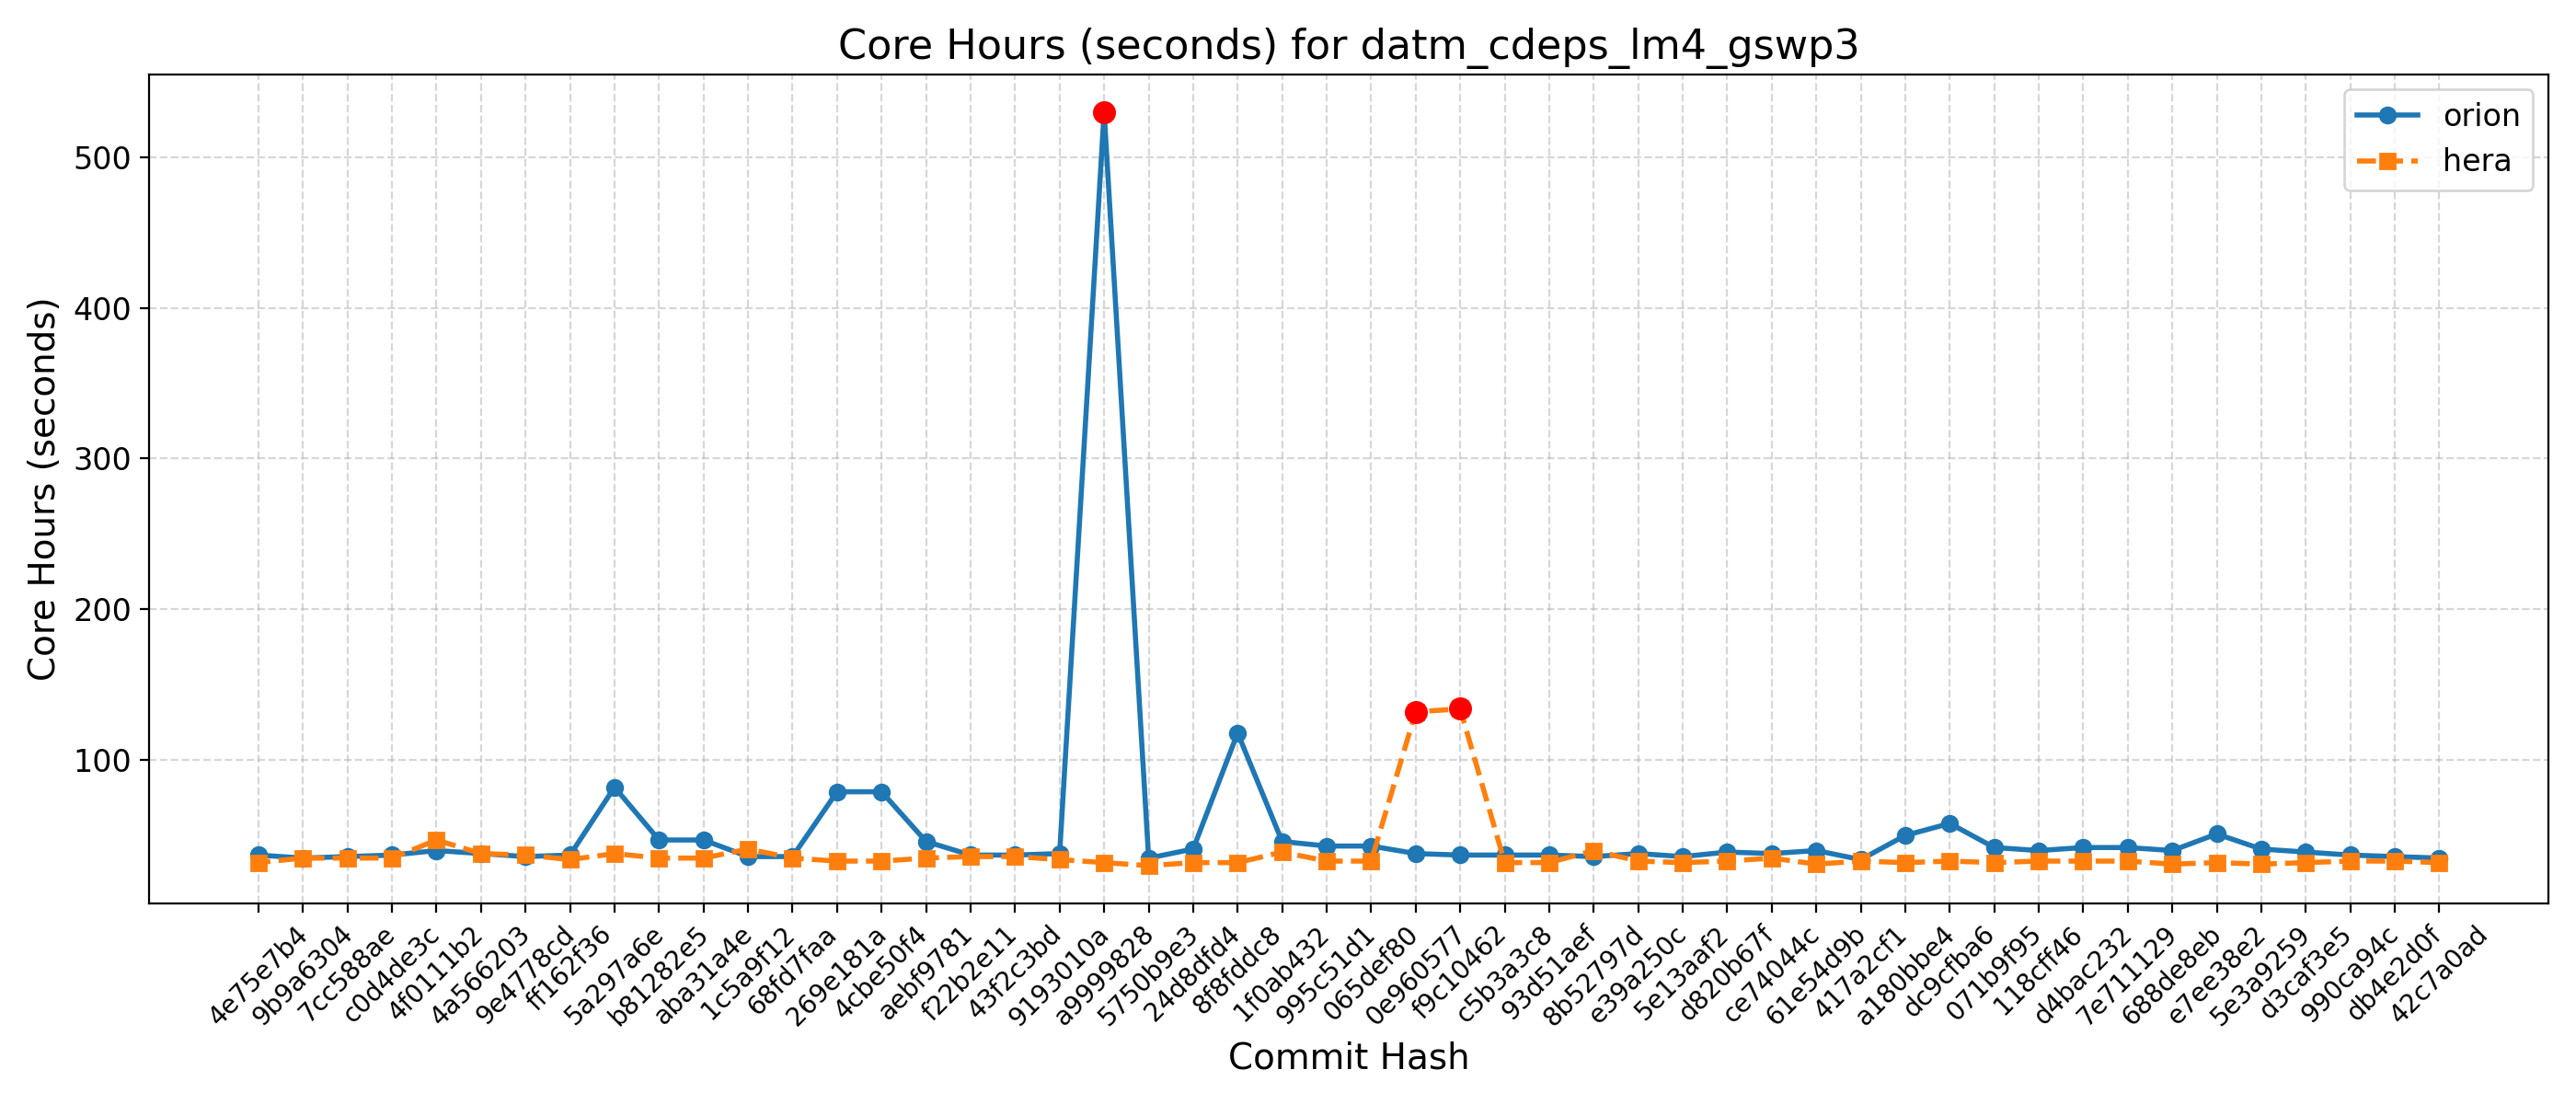 Core Hours (seconds) for datm_cdeps_lm4_gswp3
orion
hera
Core Hours (seconds)
500
400
300
200
100
4e75e7b4
9b9a6304
7cc588ae
c0d4de3c
4f0111b2
4a566203
9e4778cd
ff162f36
5a297a6e
b81282e5
aba31a4e
1c5a9f12
68fd7faa
269e181a
4cbe50f4
aebf9781
f22b2e11
43f2c3bd
9193010a
a9999828
5750b9e3
24d8dfd4
8f8fddc8
1f0ab432
995c51d1
065def80
0e960577
f9c10462
c5b3a3c8
93d51aef
8b52797d
e39a250c
5e13aaf2
d820b67f
ce74044c
61e54d9b
417a2cf1
a180bbe4
dc9cfba6
071b9f95
118cff46
d4bac232
7e711129
688de8eb
e7ee38e2
5e3a9259
d3caf3e5
990ca94c
db4e2d0f
42c7a0ad
Commit Hash